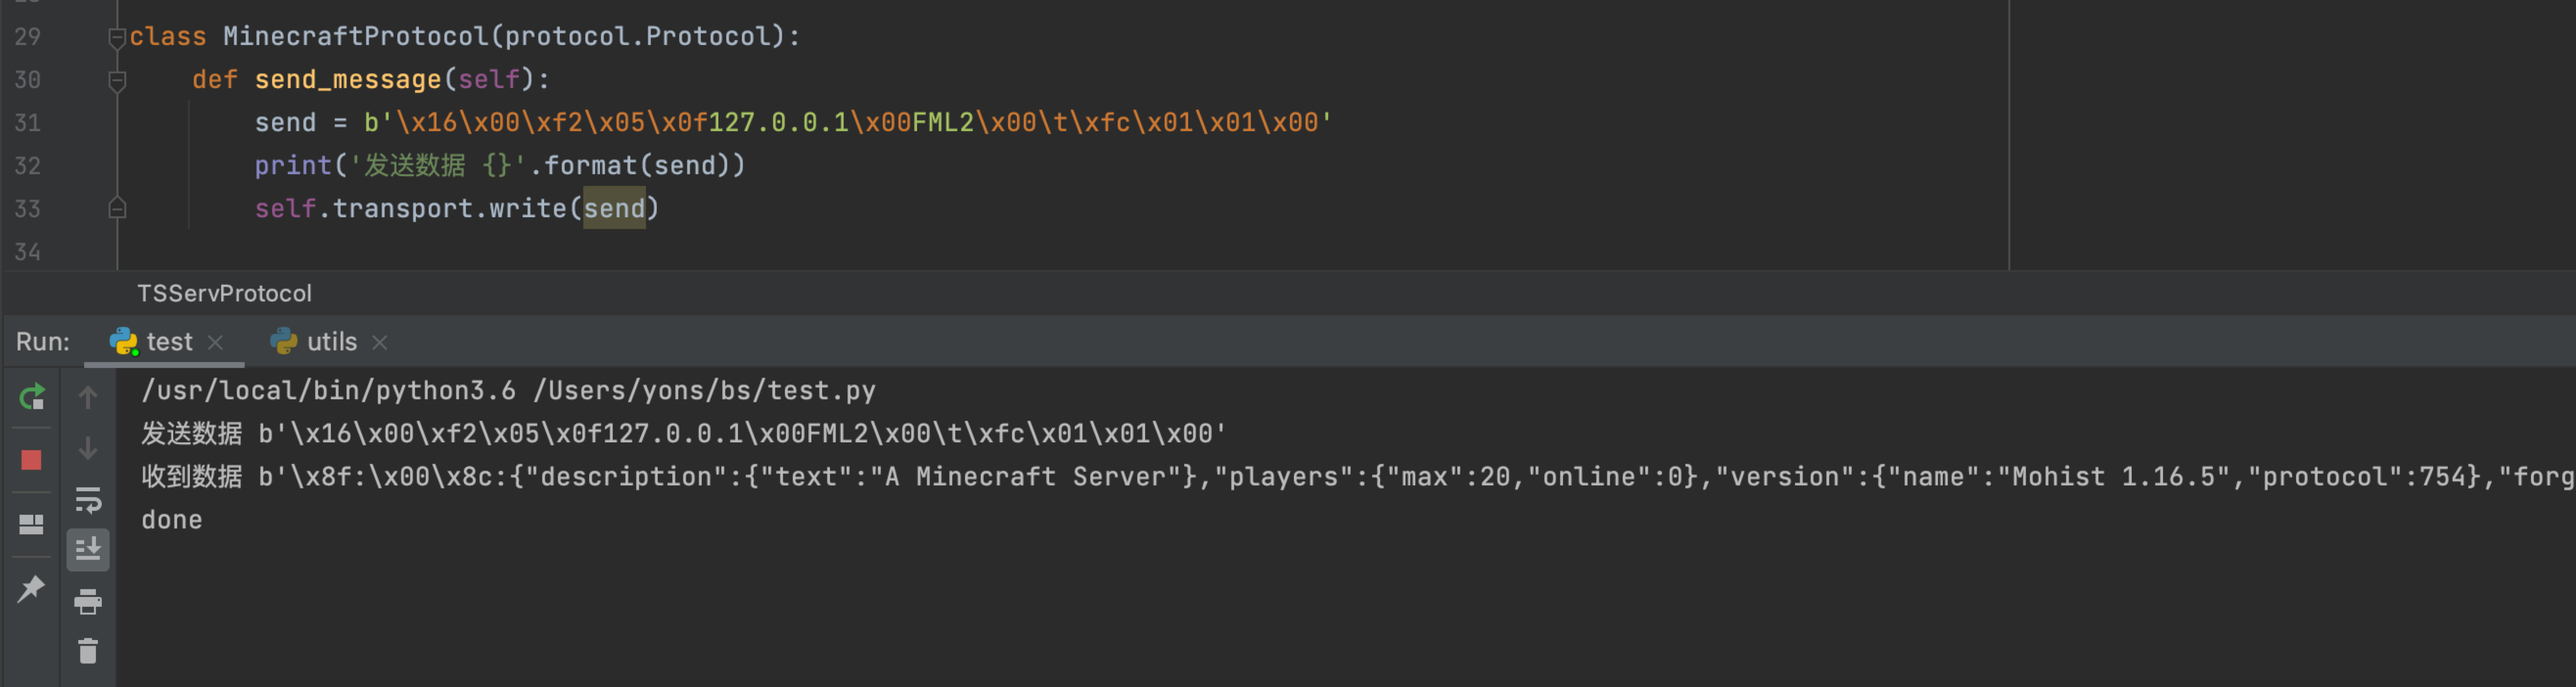 29 class MinecraftProtocol(protocol.Protocol):
30 def send_message(self):
31 send = b'\x16\x00\xf2\x05\x0f127.0.0.1\x00FML2\x00\t\xfc\x01\x01\x00'
32 print('发送数据 {}'.format(send))
33 self.transport.write(send)
34
TSServProtocol
Run: test utils
/usr/local/bin/python3.6 /Users/yons/bs/test.py
发送数据 b'\x16\x00\xf2\x05\x0f127.0.0.1\x00FML2\x00\t\xfc\x01\x01\x00'
收到数据 b'\x8f:\x00\x8c:{"description":{"text":"A Minecraft Server"},"players":{"max":20,"online":0},"version":{"name":"Mohist 1.16.5","protocol":754},"forg
done